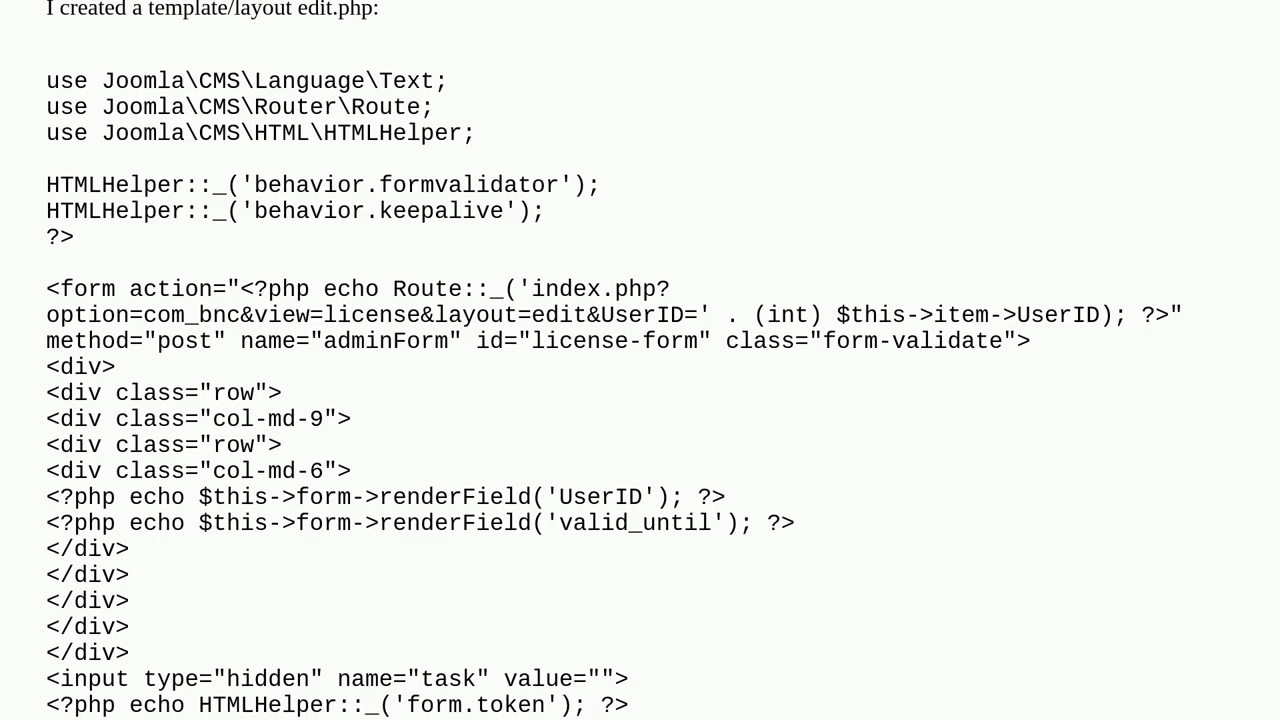 I created a template/layout edit.php:
use Joomla\CMS\Language\Text;
use Joomla\CMS\Router\Route;
use Joomla\CMS\HTML\HTMLHelper;
HTMLHelper::_('behavior.formvalidator');
HTMLHelper::_('behavior.keepalive');
?>
<form action="<?php echo Route::_('index.php?
option=com_bnc&view=license&layout=edit&UserID=' . (int) $this->item->UserID); ?>"
method="post" name="adminForm" id="license-form" class="form-validate">
<div>
<div class="row">
<div class="col-md-9">
<div class="row">
<div class="col-md-6">
<?php echo $this->form->renderField('UserID'); ?>
<?php echo $this->form->renderField('valid_until'); ?>
</div>
</div>
</div>
</div>
</div>
<input type="hidden" name="task" value="">
<?php echo HTMLHelper::_('form.token'); ?>